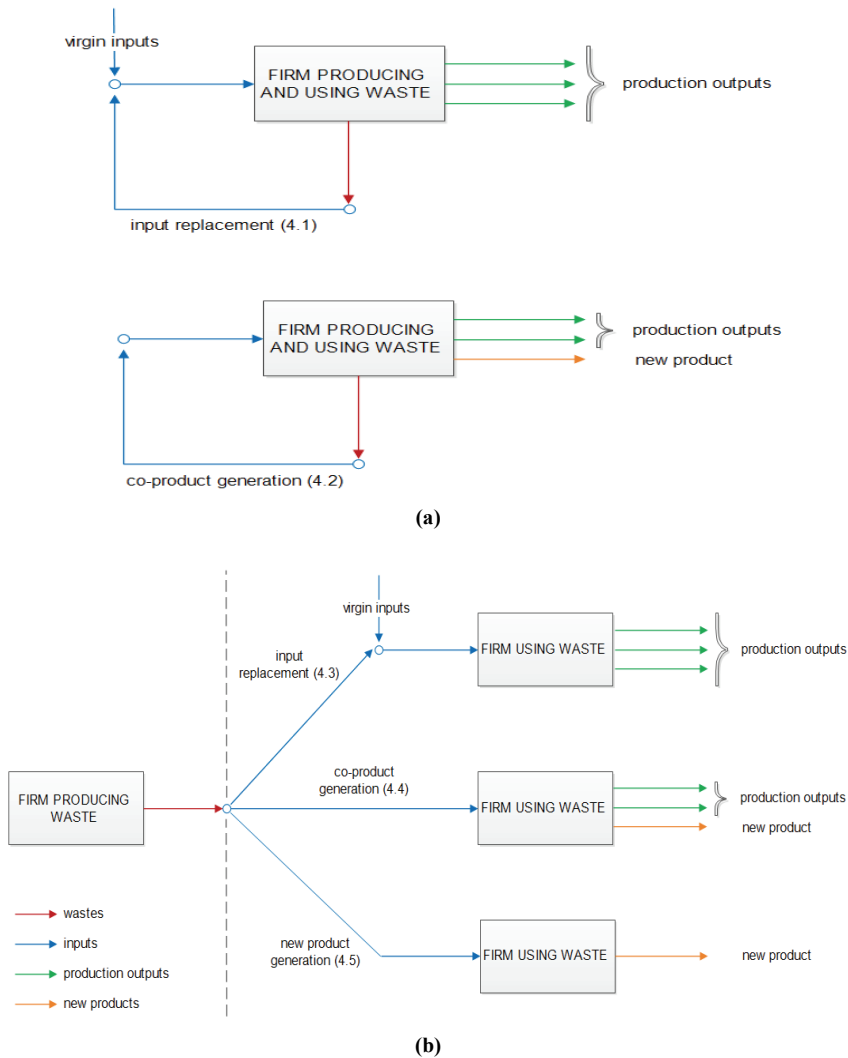 virgin inputs
FIRM PRODUCING
AND USING WASTE
production outputs
input replacement (4.1)
FIRM PRODUCING
AND USING WASTE
production outputs
new product
co-product generation (4.2)
(a)
virgin inputs
input
replacement (4.3)
FIRM USING WASTE
production outputs
FIRM PRODUCING
WASTE
co-product
generation (4.4)
FIRM USING WASTE
production outputs
new product
new product
generation (4.5)
FIRM USING WASTE
new product
wastes
inputs
production outputs
new products
(b)